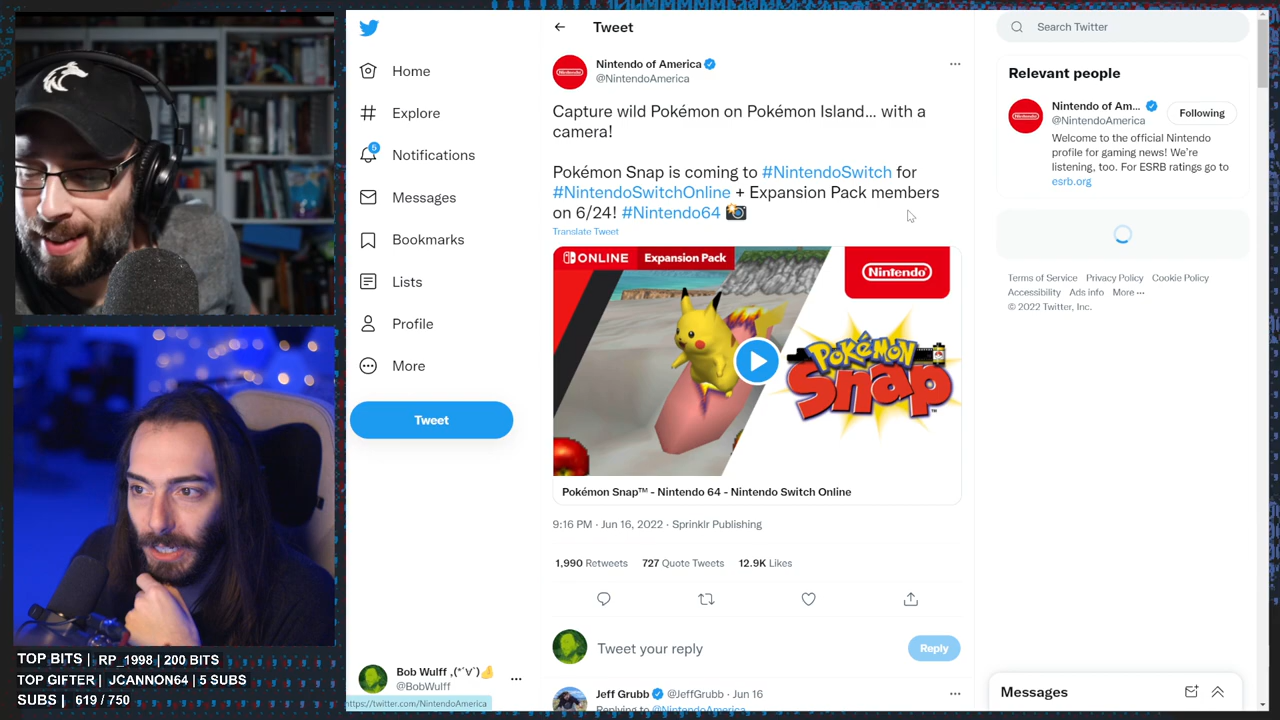 Tweet
Search Twitter
Home
Explore
5
Notifications
Messages
Bookmarks
Lists
Profile
More
Tweet
Bob Wulff ,(*´∀`)
@BobWulff
https://twitter.com/NintendoAmerica
Nintendo of America
@NintendoAmerica
Capture wild Pokémon on Pokémon Island... with a
camera!
Pokémon Snap is coming to #NintendoSwitch for
#NintendoSwitchOnline + Expansion Pack members
on 6/24! #Nintendo64
Translate Tweet
ONLINE Expansion Pack
Nintendo
POKéMON
Snap
Pokémon Snap™ - Nintendo 64 - Nintendo Switch Online
9:16 PM · Jun 16, 2022 · Sprinklr Publishing
1,990 Retweets 727 Quote Tweets 12.9K Likes
Tweet your reply
Reply
Jeff Grubb @JeffGrubb · Jun 16
Replying to @NintendoAmerica
Relevant people
Nintendo of Am...
@NintendoAmerica
Following
Welcome to the official Nintendo
profile for gaming news! We're
listening, too. For ESRB ratings go to
esrb.org
Terms of Service Privacy Policy Cookie Policy
Accessibility Ads info More ···
© 2022 Twitter, Inc.
Messages
TOP BITS | RP_1998 | 200 BITS
TOP GIFTER | JCANNON64 | 5 SUBS
SUBS | 619 / 750